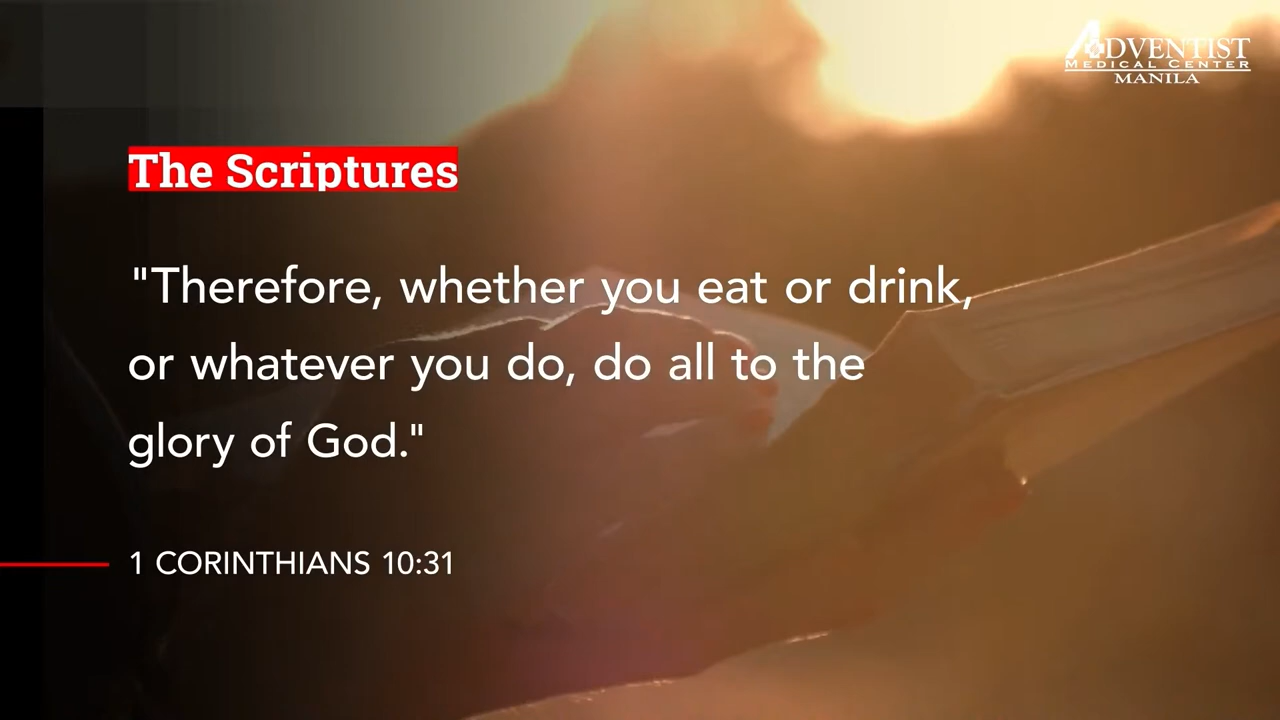 ADVENTIST
MEDICAL CENTER
MANILA
The Scriptures
"Therefore, whether you eat or drink,
or whatever you do, do all to the
glory of God."
1 CORINTHIANS 10:31